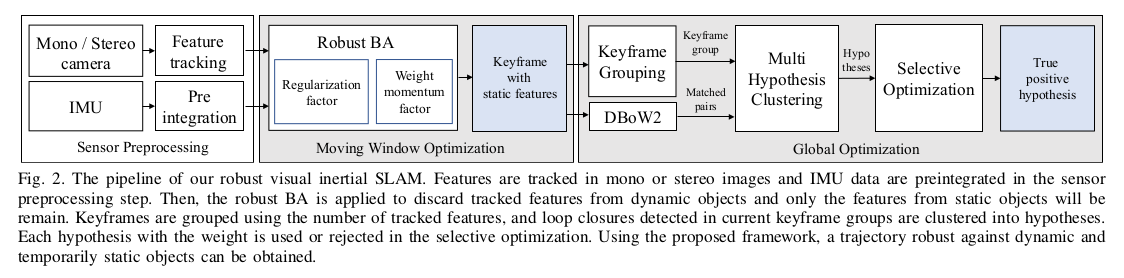 Mono / Stereo
camera
Feature
tracking
IMU
Pre
integration
Sensor Preprocessing
Robust BA
Regularization
factor
Weight
momentum
factor
Keyframe
with
static features
Moving Window Optimization
Keyframe
Grouping
DBoW2
Keyframe
group
Matched
pairs
Multi
Hypothesis
Clustering
Hypo
theses
Selective
Optimization
True
positive
hypothesis
Global Optimization
Fig. 2. The pipeline of our robust visual inertial SLAM. Features are tracked in mono or stereo images and IMU data are preintegrated in the sensor
preprocessing step. Then, the robust BA is applied to discard tracked features from dynamic objects and only the features from static objects will be
remain. Keyframes are grouped using the number of tracked features, and loop closures detected in current keyframe groups are clustered into hypotheses.
Each hypothesis with the weight is used or rejected in the selective optimization. Using the proposed framework, a trajectory robust against dynamic and
temporarily static objects can be obtained.